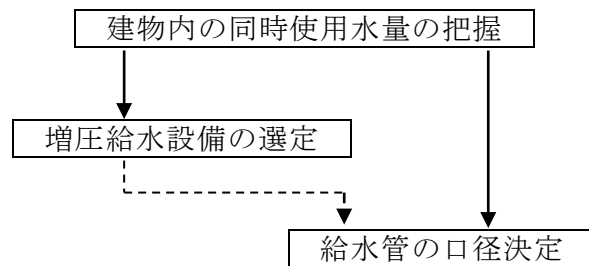 建物内の同時使用水量の把握
増圧給水設備の選定
給水管の口径決定